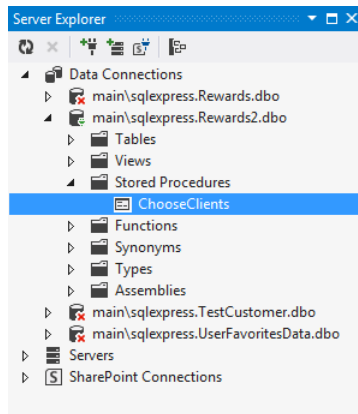 Server Explorer
Data Connections
main\sqlexpress.Rewards.dbo
main\sqlexpress.Rewards2.dbo
Tables
Views
Stored Procedures
ChooseClients
Functions
Synonyms
Types
Assemblies
main\sqlexpress.TestCustomer.dbo
main\sqlexpress.UserFavoritesData.dbo
Servers
SharePoint Connections